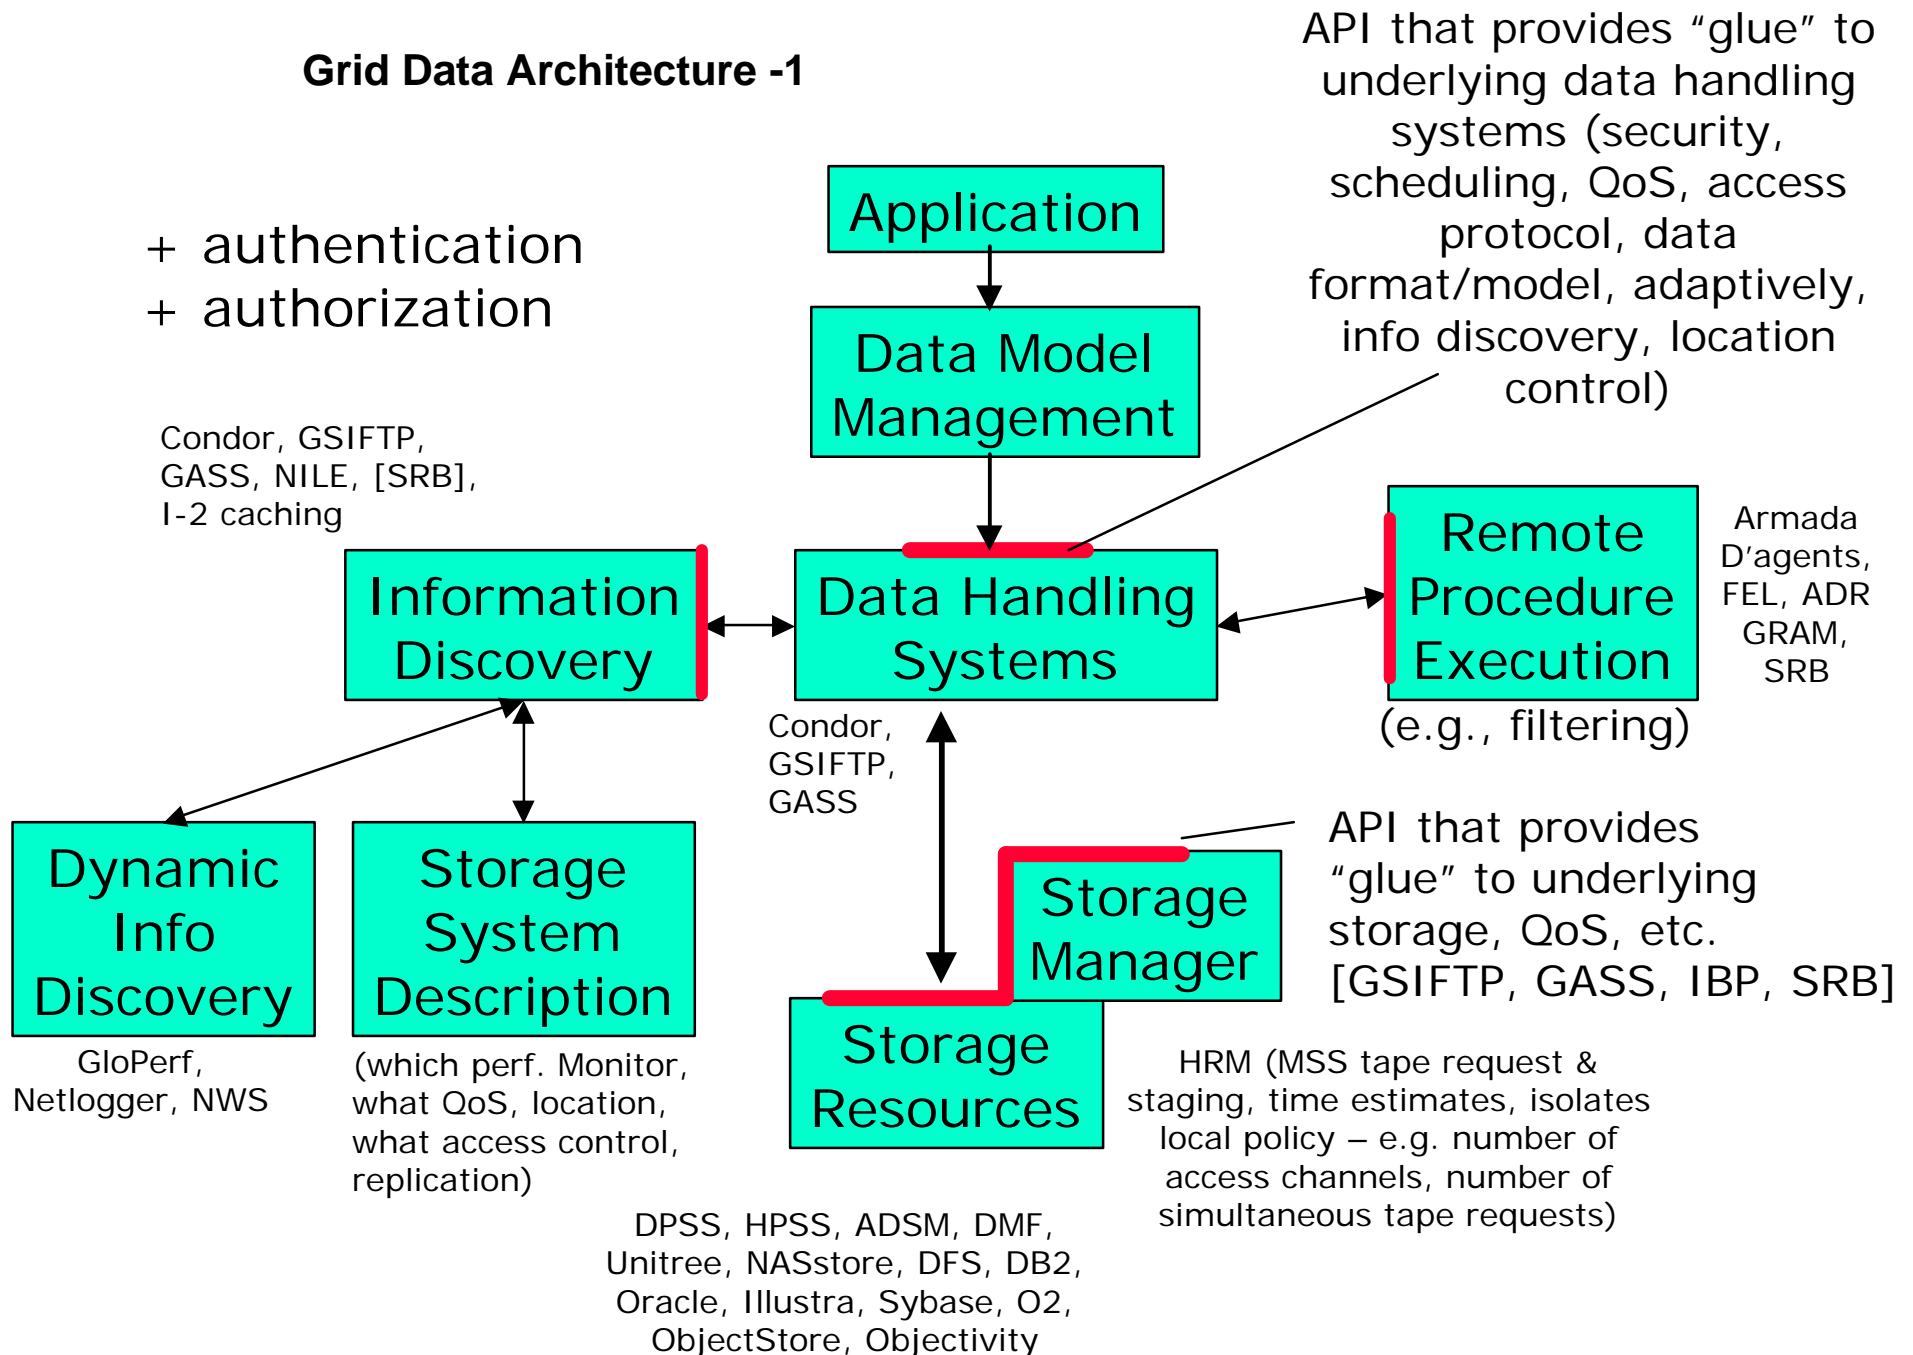 Grid Data Architecture -1
API that provides “glue” to
underlying data handling
systems (security,
scheduling, QoS, access
protocol, data
format/model, adaptively,
info discovery, location
control)
+ authentication
+ authorization
Application
Data Model
Management
Condor, GSIFTP,
GASS, NILE, [SRB],
I-2 caching
Information
Discovery
Data Handling
Systems
Remote
Procedure
Execution
(e.g., filtering)
Armada
D’agents,
FEL, ADR
GRAM,
SRB
Condor,
GSIFTP,
GASS
Dynamic
Info
Discovery
GloPerf,
Netlogger, NWS
Storage
System
Description
(which perf. Monitor,
what QoS, location,
what access control,
replication)
Storage
Manager
Storage
Resources
API that provides
“glue” to underlying
storage, QoS, etc.
[GSIFTP, GASS, IBP, SRB]
HRM (MSS tape request &
staging, time estimates, isolates
local policy – e.g. number of
access channels, number of
simultaneous tape requests)
DPSS, HPSS, ADSM, DMF,
Unitree, NASstore, DFS, DB2,
Oracle, Illustra, Sybase, O2,
ObjectStore, Objectivity